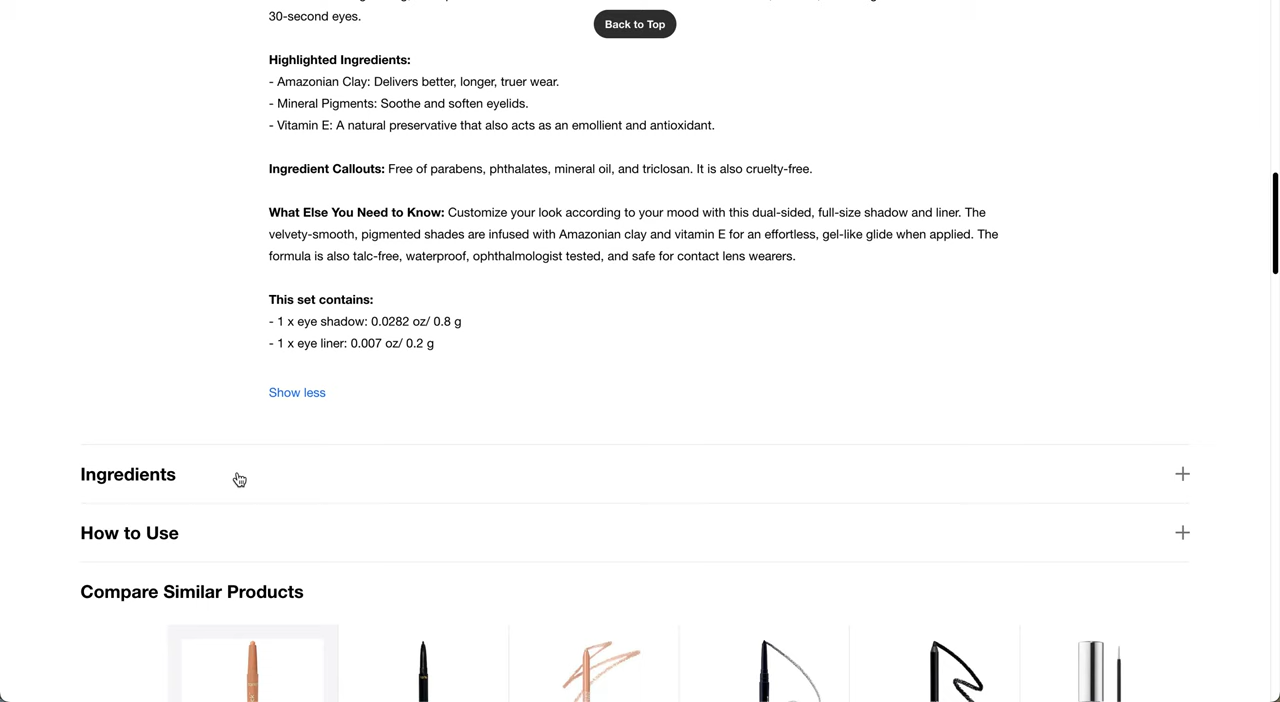 30-second eyes.
Back to Top
Highlighted Ingredients:
- Amazonian Clay: Delivers better, longer, truer wear.
- Mineral Pigments: Soothe and soften eyelids.
- Vitamin E: A natural preservative that also acts as an emollient and antioxidant.
Ingredient Callouts: Free of parabens, phthalates, mineral oil, and triclosan. It is also cruelty-free.
What Else You Need to Know: Customize your look according to your mood with this dual-sided, full-size shadow and liner. The
velvety-smooth, pigmented shades are infused with Amazonian clay and vitamin E for an effortless, gel-like glide when applied. The
formula is also talc-free, waterproof, ophthalmologist tested, and safe for contact lens wearers.
This set contains:
- 1 x eye shadow: 0.0282 oz/ 0.8 g
- 1 x eye liner: 0.007 oz/ 0.2 g
Show less
Ingredients
How to Use
Compare Similar Products